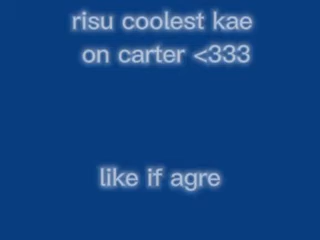 risu coolest kae
on carter <333
like if agre